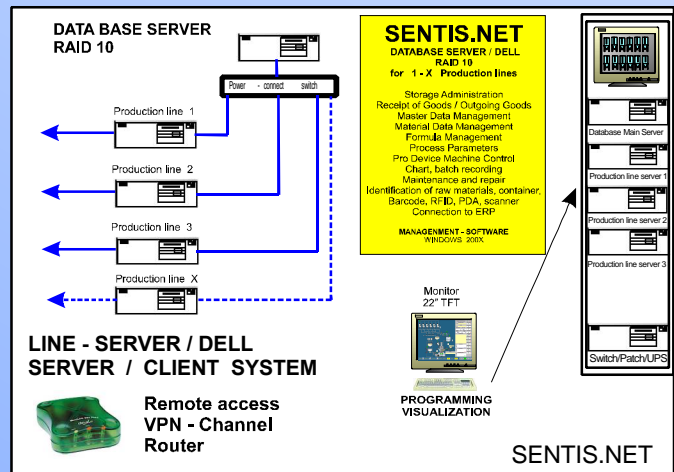 DATA BASE SERVER
RAID 10
Power - connect switch
Production line 1
Production line 2
Production line 3
Production line X
LINE - SERVER / DELL
SERVER / CLIENT SYSTEM
Remote access
VPN - Channel
Router
SENTIS.NET
DATABASE SERVER / DELL
RAID 10
for 1 - X Production lines
Storage Administration
Receipt of Goods / Outgoing Goods
Master Data Management
Material Data Management
Formula Management
Process Parameters
Pro Device Machine Control
Chart, batch recording
Maintenance and repair
Identification of raw materials, container,
Barcode, RFID, PDA, scanner
Connection to ERP
MANAGENMENT - SOFTWARE
WINDOWS 200X
Monitor
22" TFT
PROGRAMMING
VISUALIZATION
Database Main Server
Production line server 1
Production line server 2
Production line server 3
Switch/Patch/UPS
SENTIS.NET